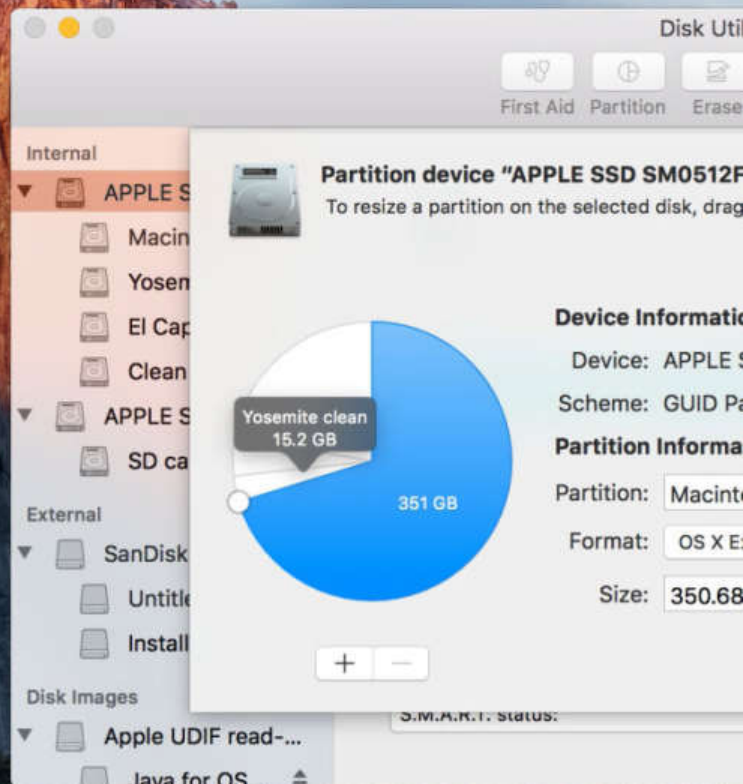 Disk Util
First Aid Partition Erase
Internal
APPLE S
Macin
Yosem
El Cap
Clean
APPLE S
SD ca
External
SanDisk
Untitle
Install
Disk Images
Apple UDIF read-...
Java for OS ...
Partition device “APPLE SSD SM0512F
To resize a partition on the selected disk, drag
Yosemite clean
15.2 GB
351 GB
Device Informatio
Device: APPLE S
Scheme: GUID Pa
Partition Informa
Partition: Macinto
Format: OS X E
Size: 350.68
S.M.A.R.T. status: